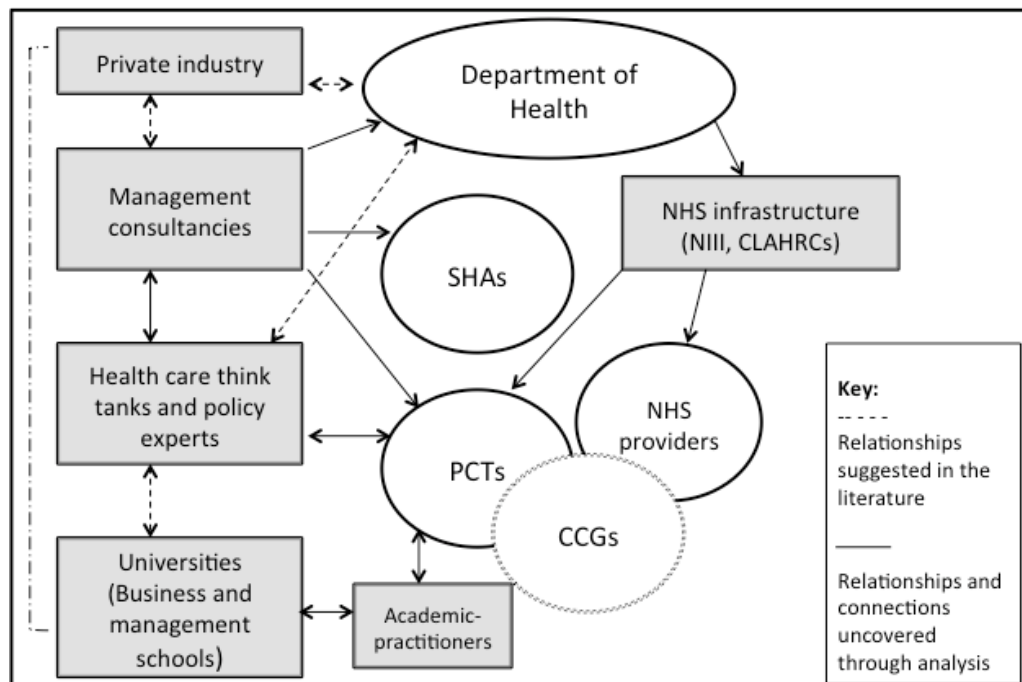 Private industry
Department of
Health
Management
consultancies
NHS infrastructure
(NIII, CLAHRCs)
SHAs
Health care think
tanks and policy
experts
NHS
providers
PCTs
CCGs
Universities
(Business and
management
schools)
Academic-
practitioners
Key:
Relationships
suggested in the
literature
Relationships and
connections
uncovered
through analysis